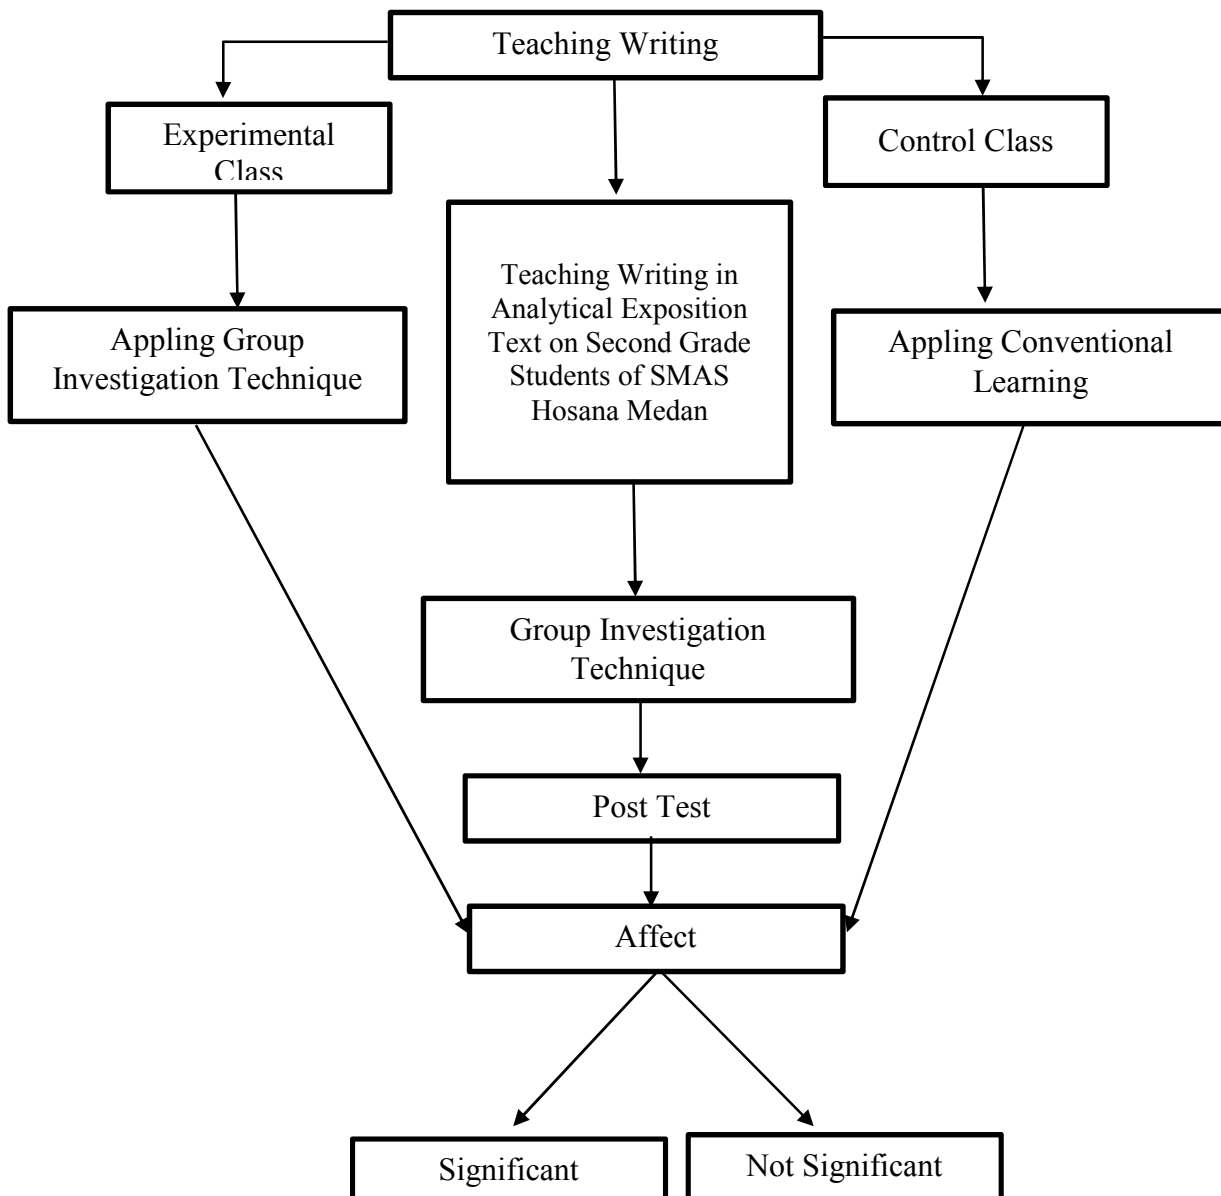 Teaching Writing
Experimental
Class
Control Class
Teaching Writing in
Analytical Exposition
Text on Second Grade
Students of SMAS
Hosana Medan
Appling Group
Investigation Technique
Appling Conventional
Learning
Group Investigation
Technique
Post Test
Affect
Significant
Not Significant